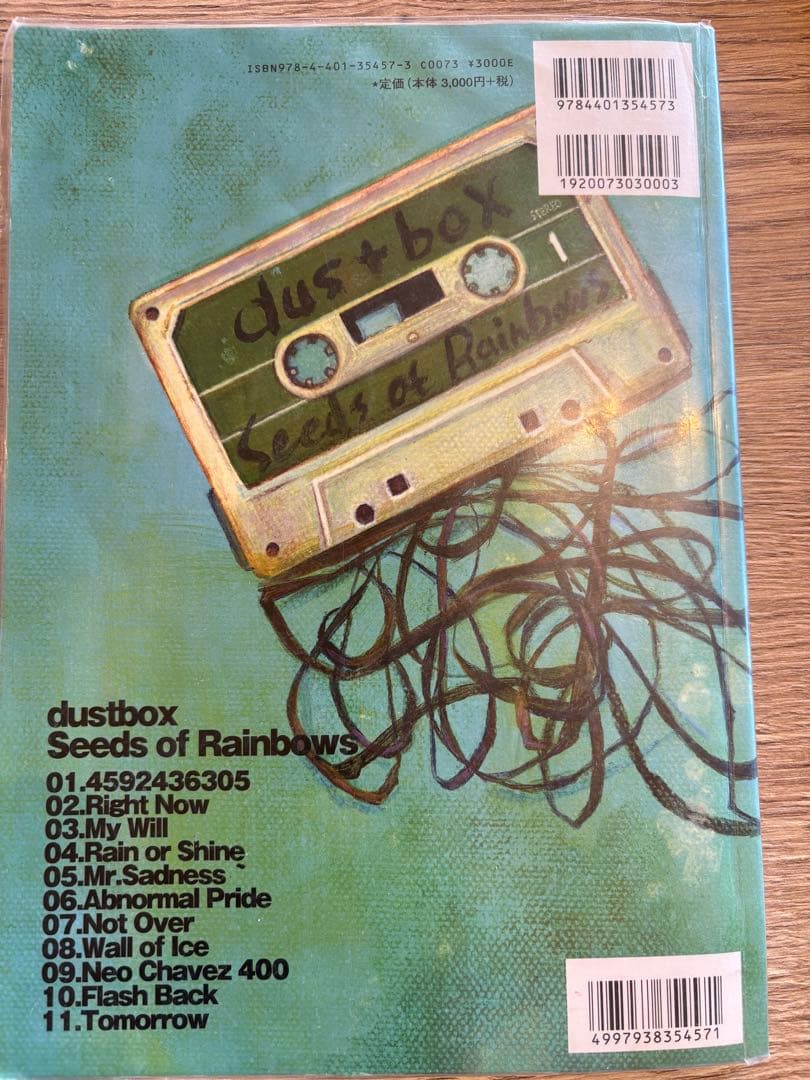 ISBN978-4-401-35457-3 C0073 ¥3000E
★定価(本体 3,000円+税)
9784401354573
1920073030003
dustbox
STEREO
1
Seeds of Rainbows
dustbox
Seeds of Rainbows
01.4592436305
02.Right Now
03.My Will
04.Rain or Shine
05.Mr.Sadness
06.Abnormal Pride
07.Not Over
08.Wall of Ice
09.Neo Chavez 400
10.Flash Back
11.Tomorrow
4997938354571